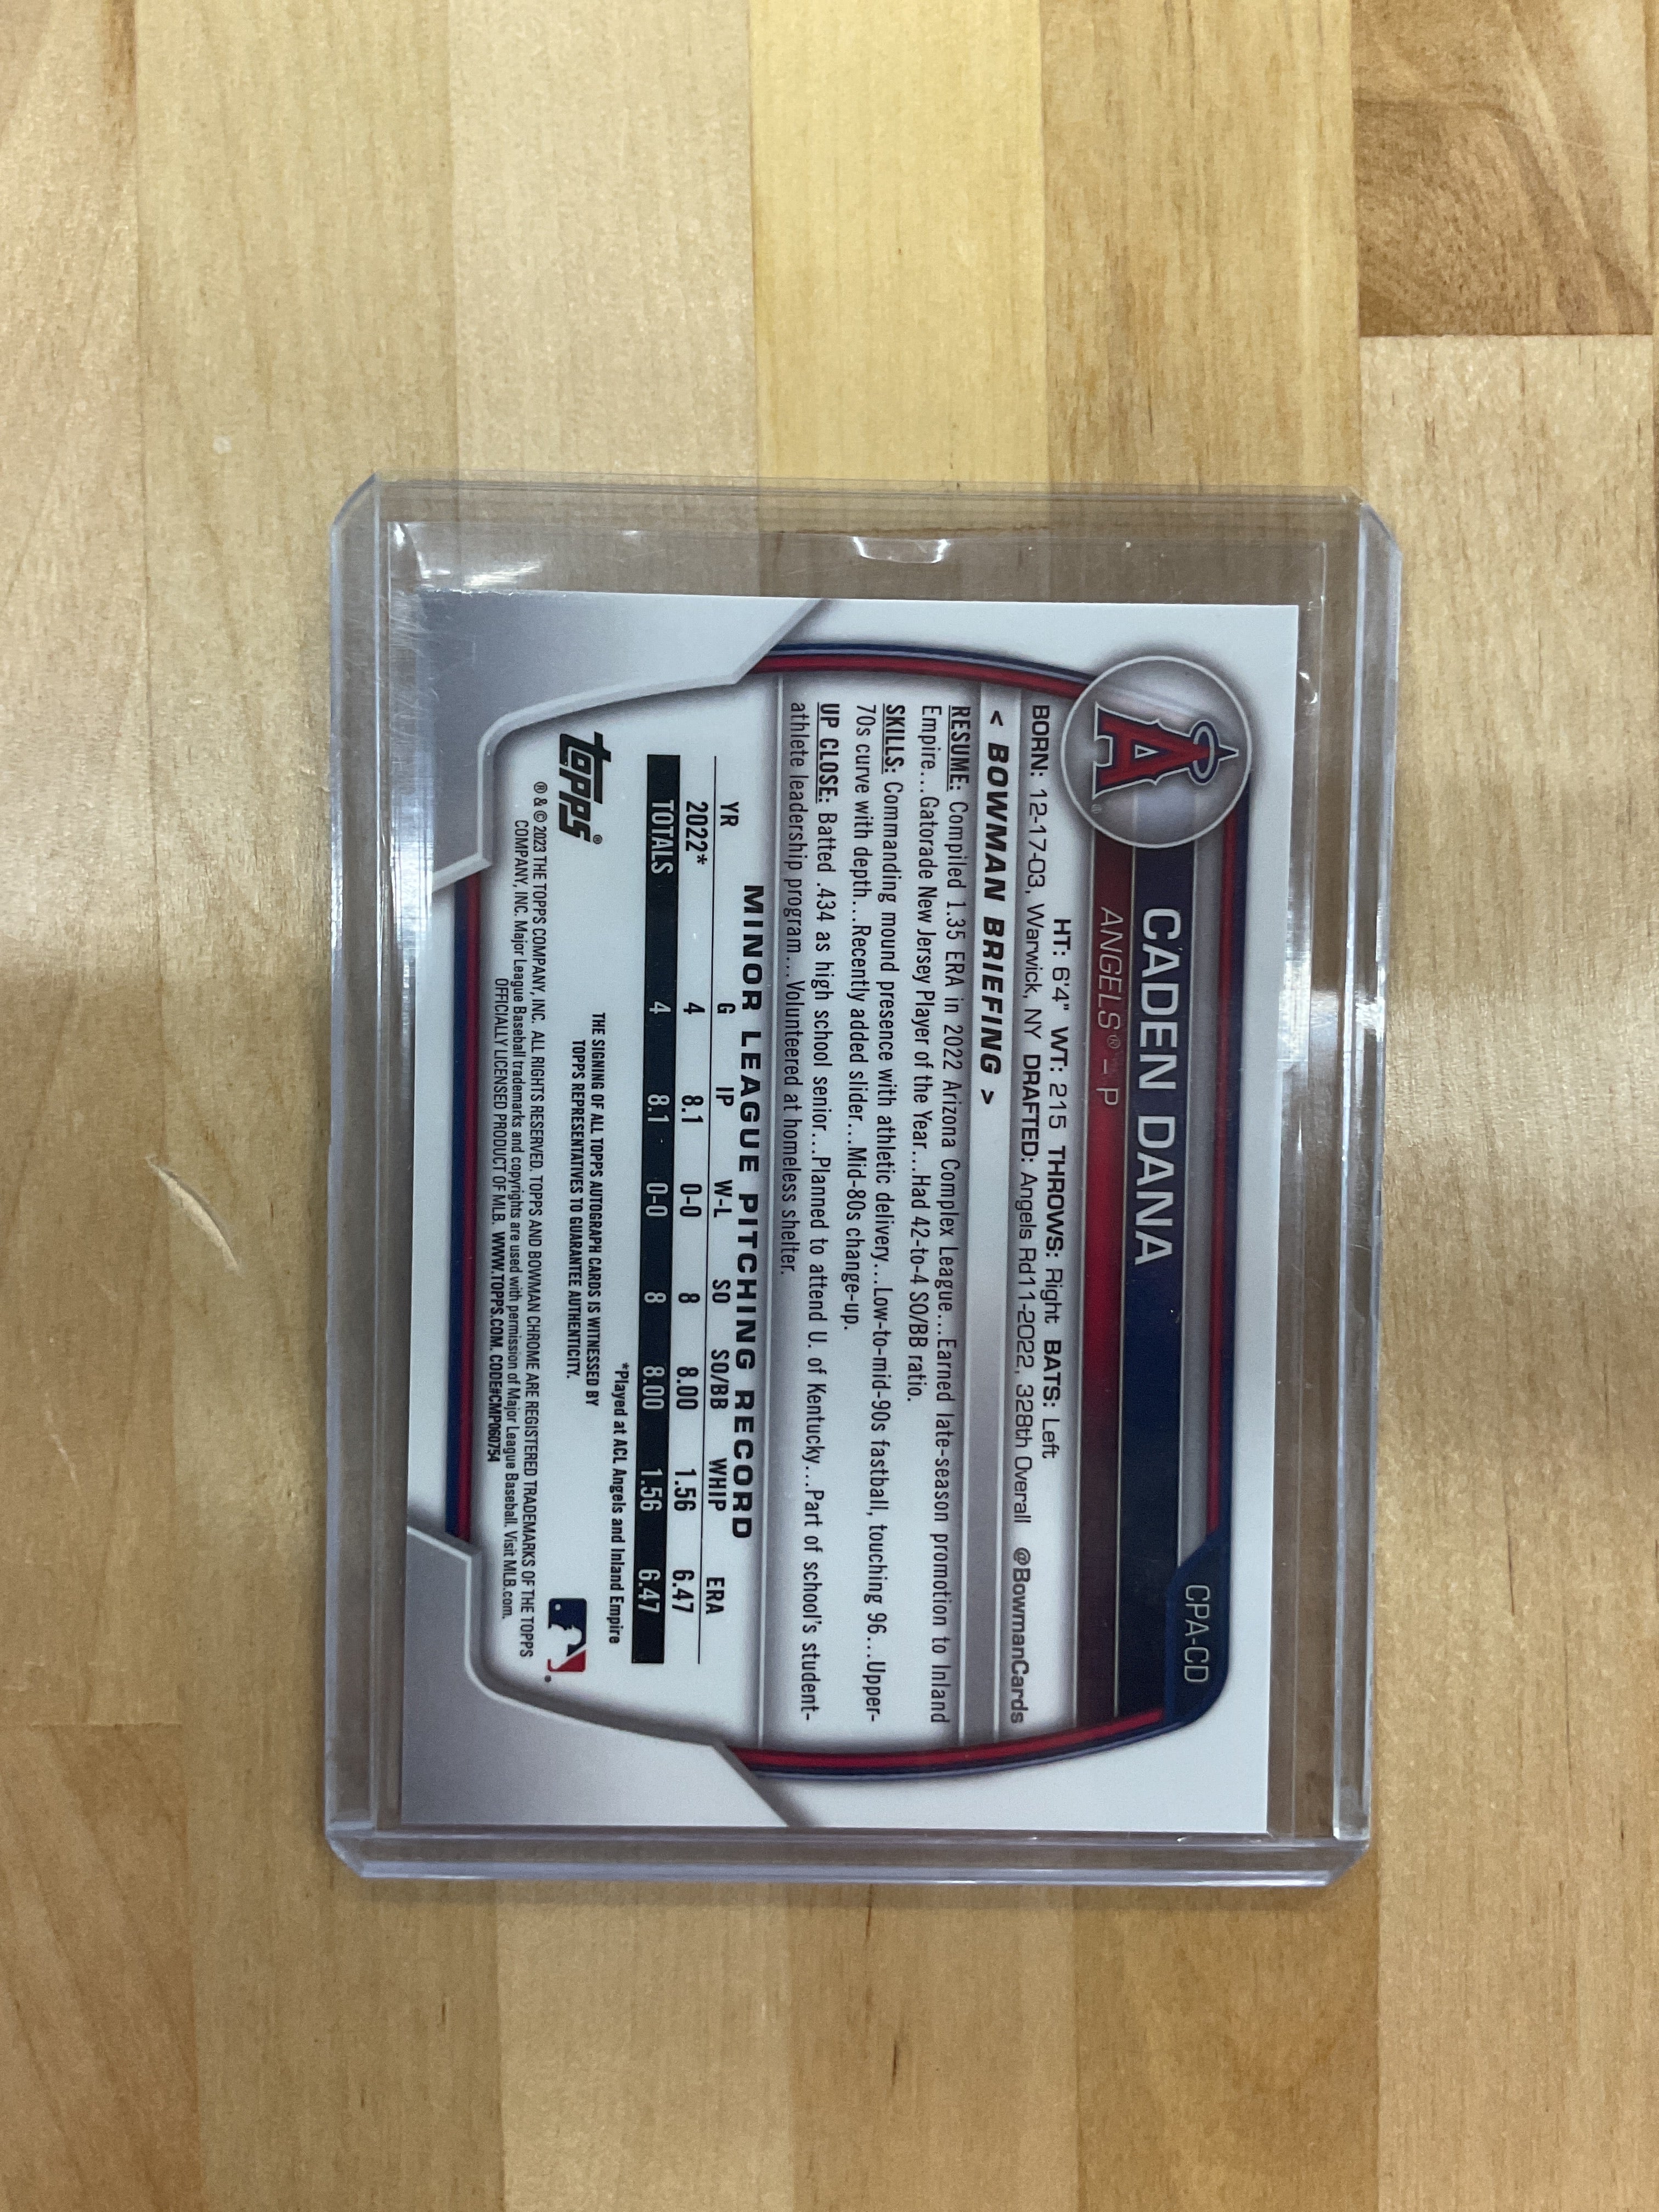 CPA-CD
CADEN DANA
ANGELS® – P
A®
HT: 6'4" WT: 215 THROWS: Right BATS: Left
BORN: 12-17-03, Warwick, NY DRAFTED: Angels Rd11-2022, 328th Overall @BowmanCards
< BOWMAN BRIEFING >
RESUME: Compiled 1.35 ERA in 2022 Arizona Complex League...Earned late-season promotion to Inland
Empire...Gatorade New Jersey Player of the Year...Had 42-to-4 SO/BB ratio.
SKILLS: Commanding mound presence with athletic delivery...Low-to-mid-90s fastball, touching 96...Upper-
70s curve with depth...Recently added slider...Mid-80s change-up.
UP CLOSE: Batted .434 as high school senior...Planned to attend U. of Kentucky...Part of school's student-
athlete leadership program...Volunteered at homeless shelter.
MINOR LEAGUE PITCHING RECORD
YR G IP W-L SO SO/BB WHIP ERA
2022* 4 8.1 0-0 8 8.00 1.56 6.47
TOTALS 4 8.1 0-0 8 8.00 1.56 6.47
*Played at ACL Angels and Inland Empire
topps®
THE SIGNING OF ALL TOPPS AUTOGRAPH CARDS IS WITNESSED BY
TOPPS REPRESENTATIVES TO GUARANTEE AUTHENTICITY.
® & © 2023 THE TOPPS COMPANY, INC. ALL RIGHTS RESERVED. TOPPS AND BOWMAN CHROME ARE REGISTERED TRADEMARKS OF THE TOPPS
COMPANY, INC. Major League Baseball trademarks and copyrights are used with permission of Major League Baseball. Visit MLB.com.
OFFICIALLY LICENSED PRODUCT OF MLB. WWW.TOPPS.COM. CODE#CMP060754